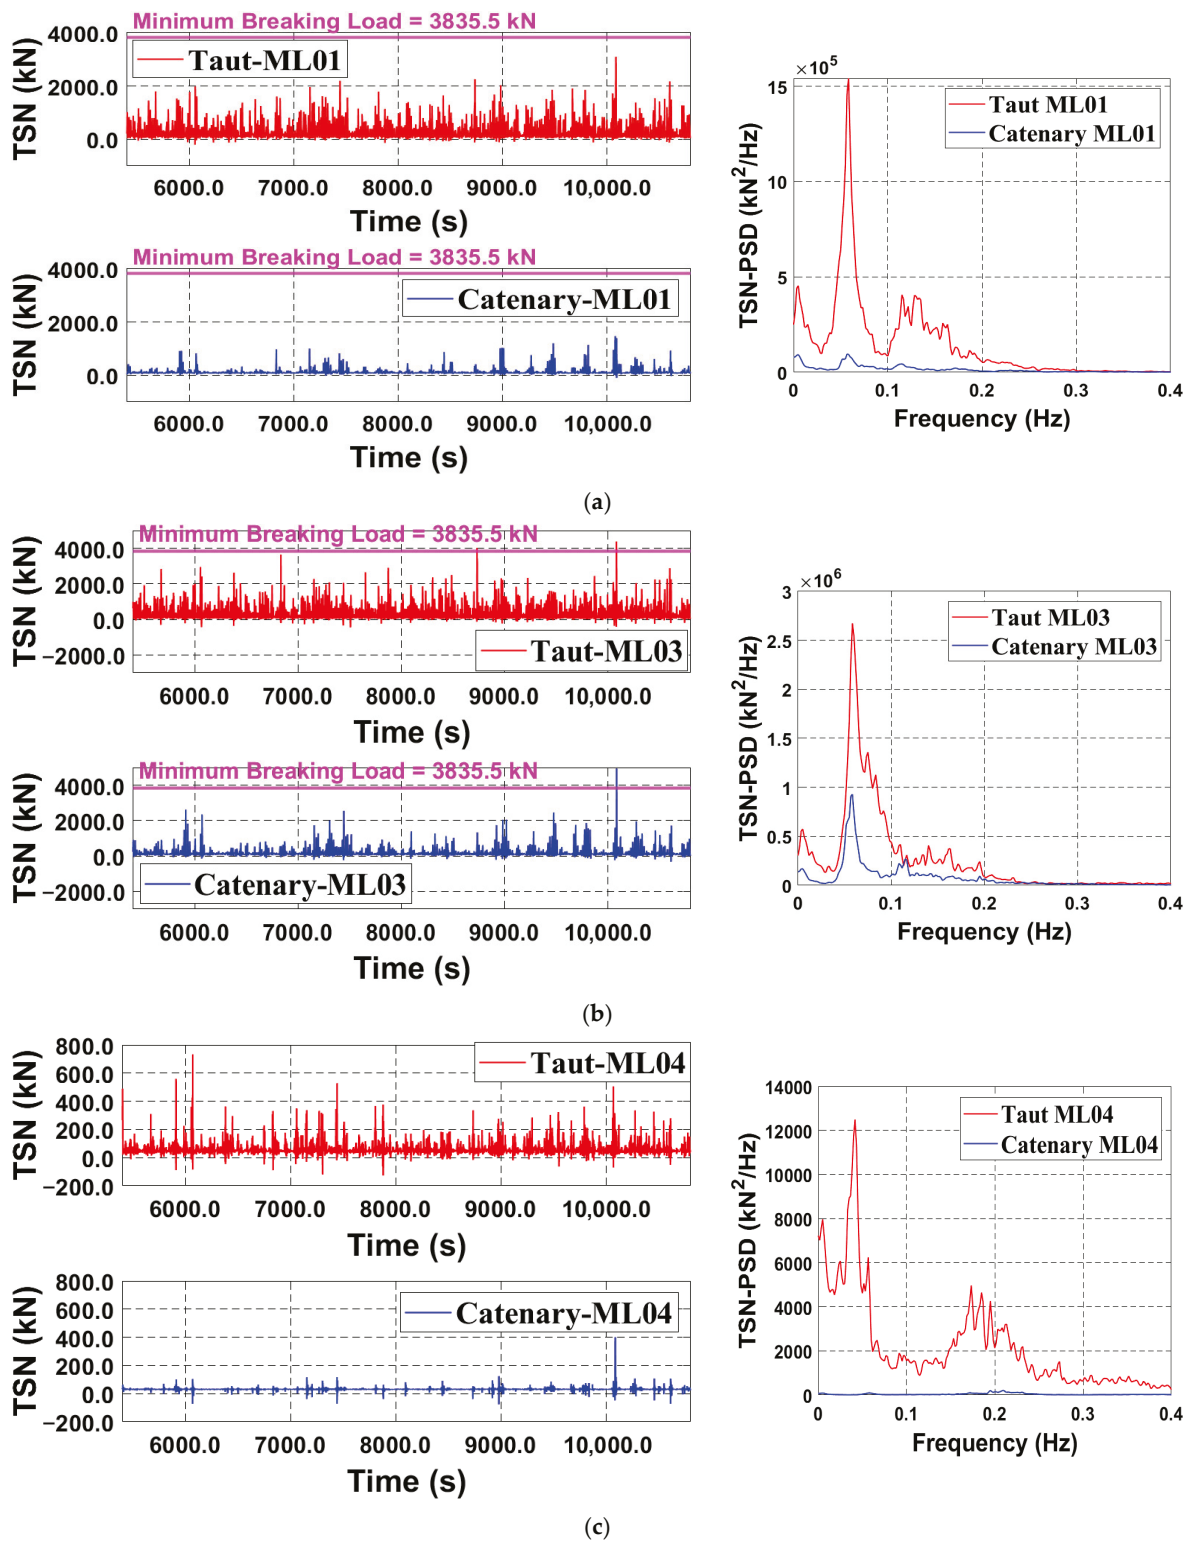 Minimum Breaking Load = 3835.5 kN
4000.0
2000.0
0.0
TSN (kN)
Taut-ML01
6000.0 7000.0 8000.0 9000.0 10,000.0
Time (s)
Minimum Breaking Load = 3835.5 kN
4000.0
2000.0
0.0
TSN (kN)
Catenary-ML01
6000.0 7000.0 8000.0 9000.0 10,000.0
Time (s)
×10^5
15
10
5
0
TSN-PSD (kN²/Hz)
Taut ML01
Catenary ML01
0 0.1 0.2 0.3 0.4
Frequency (Hz)
(a)
Minimum Breaking Load = 3835.5 kN
4000.0
2000.0
0.0
−2000.0
TSN (kN)
Taut-ML03
6000.0 7000.0 8000.0 9000.0 10,000.0
Time (s)
Minimum Breaking Load = 3835.5 kN
4000.0
2000.0
0.0
−2000.0
TSN (kN)
Catenary-ML03
6000.0 7000.0 8000.0 9000.0 10,000.0
Time (s)
×10^6
3
2.5
2
1.5
1
0.5
0
TSN-PSD (kN²/Hz)
Taut ML03
Catenary ML03
0 0.1 0.2 0.3 0.4
Frequency (Hz)
(b)
800.0
600.0
400.0
200.0
0.0
−200.0
TSN (kN)
Taut-ML04
6000.0 7000.0 8000.0 9000.0 10,000.0
Time (s)
800.0
600.0
400.0
200.0
0.0
−200.0
TSN (kN)
Catenary-ML04
6000.0 7000.0 8000.0 9000.0 10,000.0
Time (s)
14000
12000
10000
8000
6000
4000
2000
0
TSN-PSD (kN²/Hz)
Taut ML04
Catenary ML04
0 0.1 0.2 0.3 0.4
Frequency (Hz)
(c)